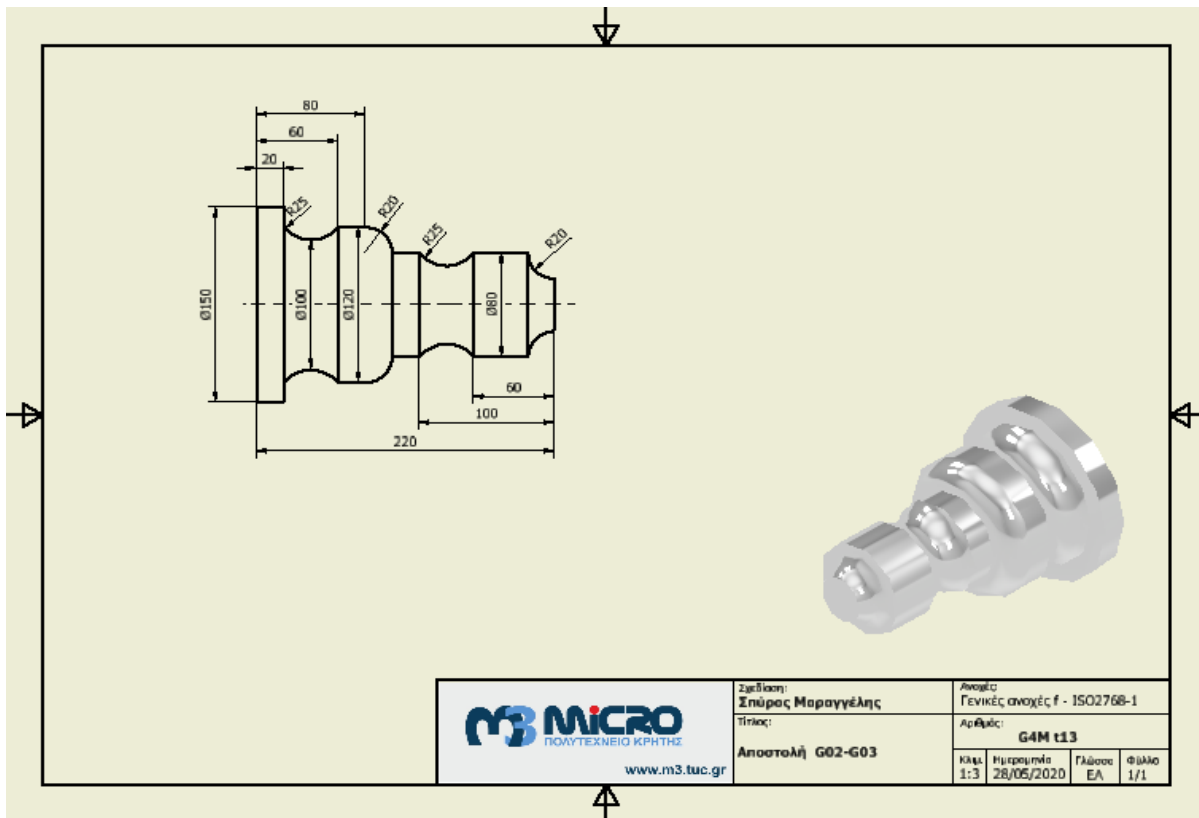 80
60
20
R25
R20
R25
R20
Ø150
Ø100
Ø120
Ø80
60
100
220
m3 MiCRO
ΠΟΛΥΤΕΧΝΕΙΟ ΚΡΗΤΗΣ
www.m3.tuc.gr
Σχεδίαση:
Σπύρος Μαραγγέλης
Τίτλος:
Αποστολή G02-G03
Ανοχές:
Γενικές ανοχές f - ISO2768-1
Αριθμός:
G4M t13
Κλιμ. Ημερομηνία Γλώσσα Φύλλο
1:3 28/05/2020 ΕΛ 1/1